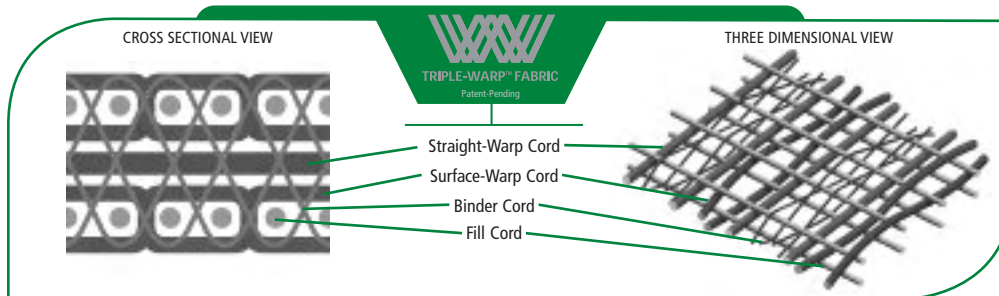 CROSS SECTIONAL VIEW
TRIPLE-WARP™ FABRIC
Patent-Pending
THREE DIMENSIONAL VIEW
Straight-Warp Cord
Surface-Warp Cord
Binder Cord
Fill Cord